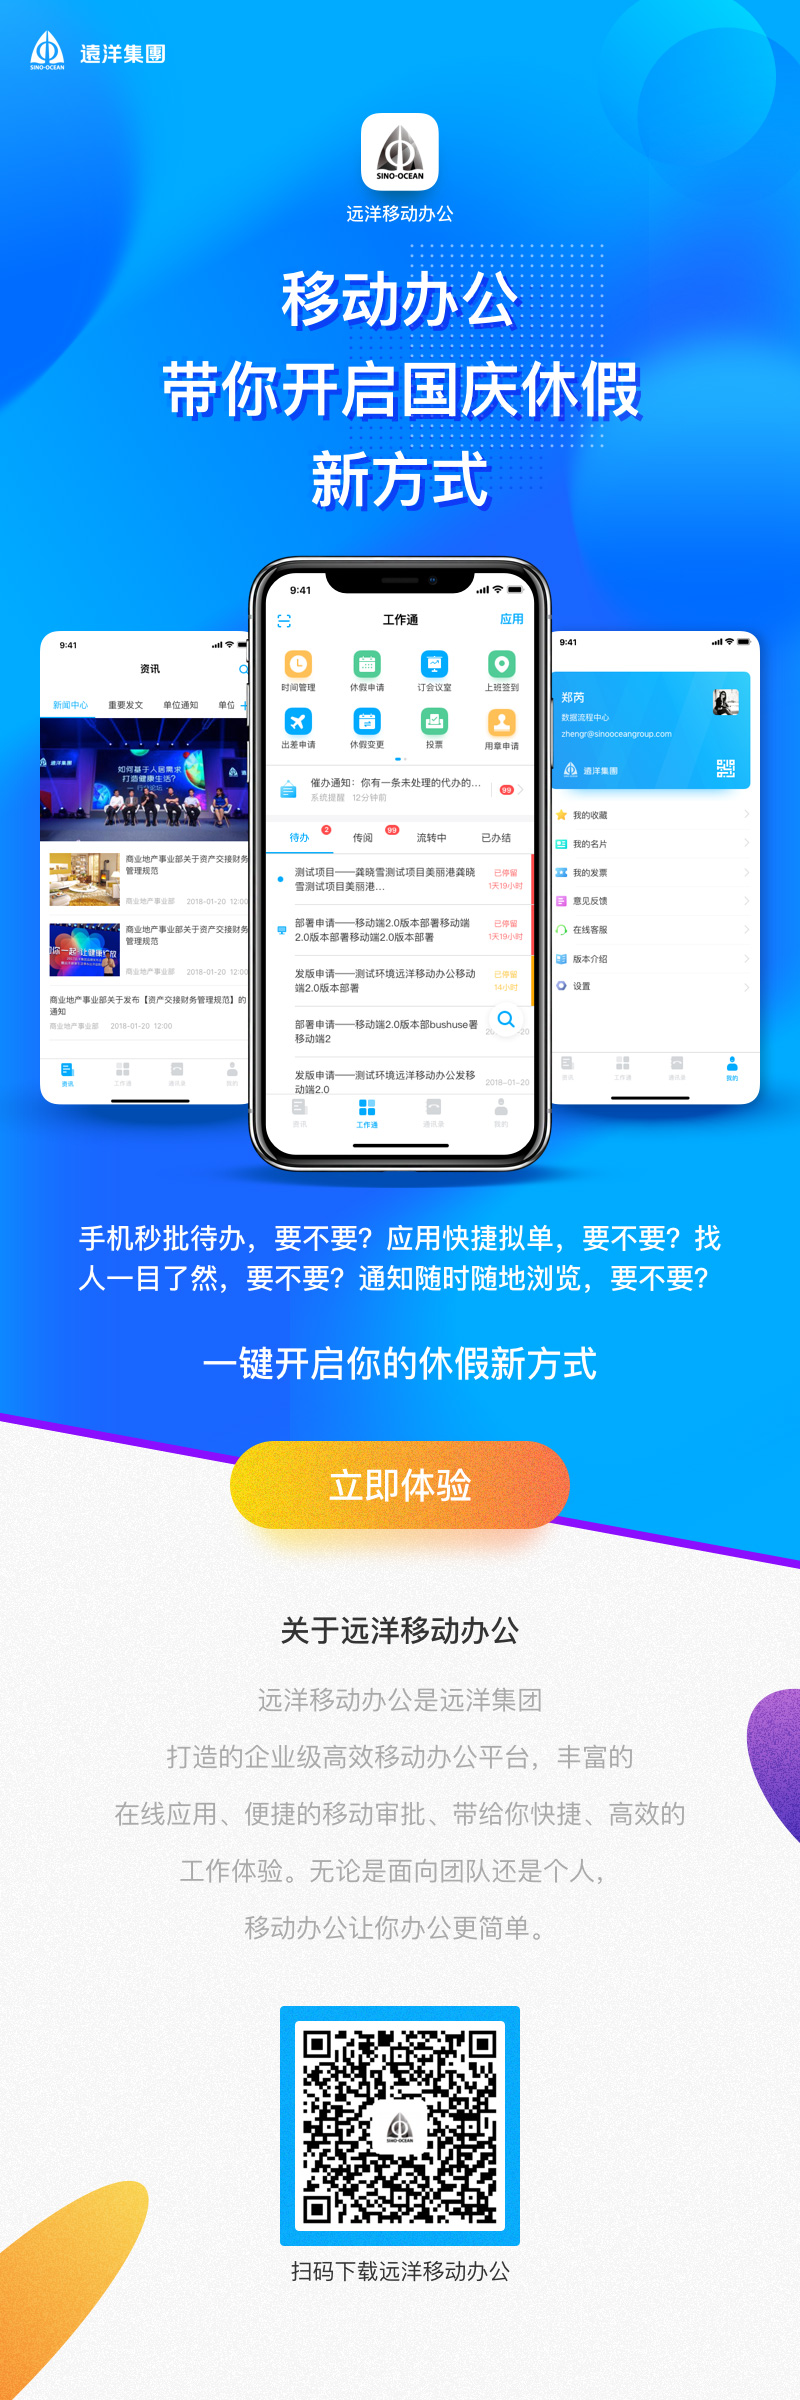 SINO-OCEAN
遠洋集團
SINO-OCEAN
远洋移动办公
移动办公
带你开启国庆休假
新方式
9:41
资讯
新闻中心 重要发文 单位通知 单位
遠洋集團
如何基于人居需求
打造健康生活？
商业地产事业部关于资产交接财务
管理规范
商业地产事业部 2018-01-20 12:00
商业地产事业部关于资产交接财务
管理规范
商业地产事业部 2018-01-20 12:00
商业地产事业部关于发布【资产交接财务管理规范】的
通知
商业地产事业部 2018-01-20 12:00
资讯 工作通 通讯录 我的
9:41
工作通
应用
时间管理 休假申请 订会议室 上班签到
出差申请 休假变更 投票 用章申请
催办通知：你有一条未处理的代办的...
系统提醒 12分钟前
99
待办 2 传阅 99 流转中 已办结
测试项目——龚晓雪测试项目美丽港龚晓
雪测试项目美丽港...
已停留
1天19小时
部署申请——移动端2.0版本部署移动端
2.0版本部署移动端2.0版本部署
已停留
1天19小时
发版申请——测试环境远洋移动办公移动
端2.0版本部署
已停留
14小时
部署申请——移动端2.0版本部bushuse署
移动端2
发版申请——测试环境远洋移动办公发移
动端2.0
2018-01-20
资讯 工作通 通讯录 我的
9:41
郑芮
数据流程中心
zhengr@sinooceangroup.com
遠洋集團
我的收藏
我的名片
我的发票
意见反馈
在线客服
版本介绍
设置
资讯 工作通 通讯录 我的
手机秒批待办，要不要？应用快捷拟单，要不要？找
人一目了然，要不要？通知随时随地浏览，要不要？
一键开启你的休假新方式
立即体验
关于远洋移动办公
远洋移动办公是远洋集团
打造的企业级高效移动办公平台，丰富的
在线应用、便捷的移动审批、带给你快捷、高效的
工作体验。无论是面向团队还是个人，
移动办公让你办公更简单。
SINO-OCEAN
扫码下载远洋移动办公